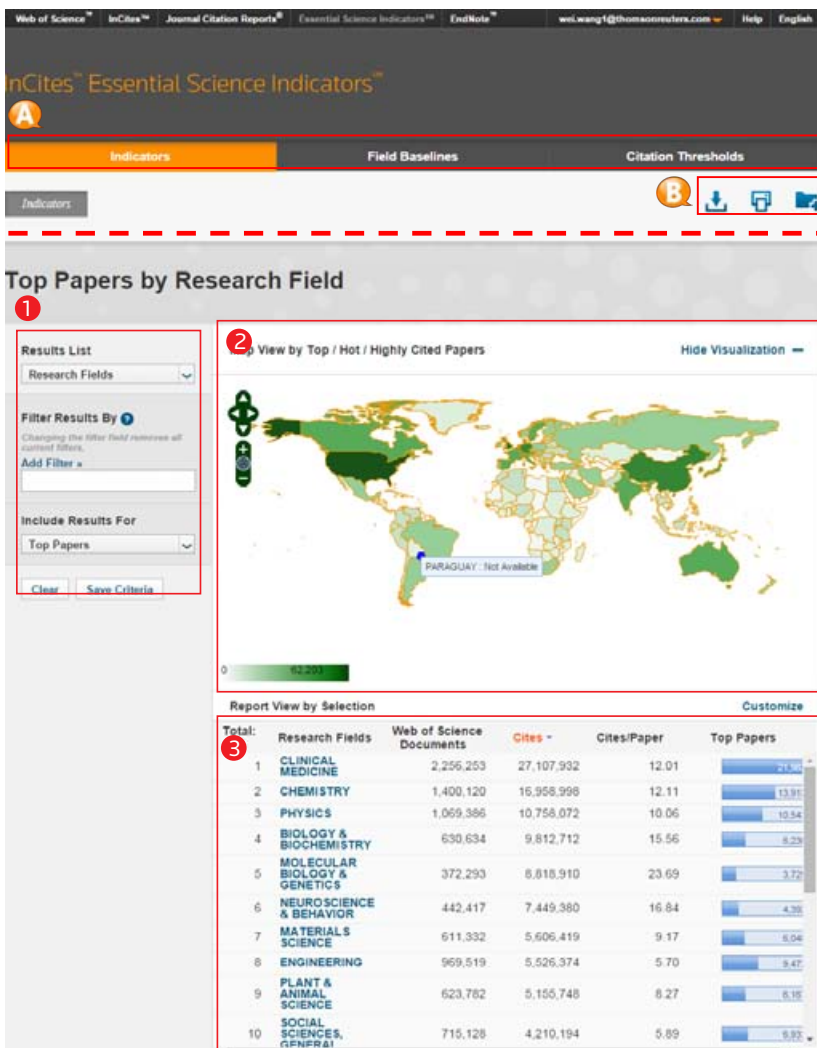 Web of Science™ InCites™ Journal Citation Reports® Essential Science Indicators℠ EndNote™ wei.wang1@thomsonreuters.com Help English
InCites™ Essential Science Indicators℠
A
Indicators Field Baselines Citation Thresholds
B
Indicators
Top Papers by Research Field
1
Results List
Research Fields
Filter Results By ?
Changing the filter field removes all
current filters.
Add Filter »
Include Results For
Top Papers
Clear Save Criteria
2
View by Top / Hot / Highly Cited Papers Hide Visualization
PARAGUAY : Not Available
0 62,293
Report View by Selection Customize
Total: Research Fields Web of Science
Documents Cites Cites/Paper Top Papers
3
1 CLINICAL
MEDICINE 2,256,253 27,107,932 12.01
2 CHEMISTRY 1,400,120 16,958,998 12.11
3 PHYSICS 1,069,386 10,758,072 10.06
4 BIOLOGY &
BIOCHEMISTRY 630,634 9,812,712 15.56
5 MOLECULAR
BIOLOGY &
GENETICS 372,293 8,818,910 23.69
6 NEUROSCIENCE
& BEHAVIOR 442,417 7,449,380 16.84
7 MATERIALS
SCIENCE 611,332 5,606,419 9.17
8 ENGINEERING 969,519 5,526,374 5.70
9 PLANT &
ANIMAL
SCIENCE 623,782 5,155,748 8.27
10 SOCIAL
SCIENCES,
GENERAL 715,128 4,210,194 5.89